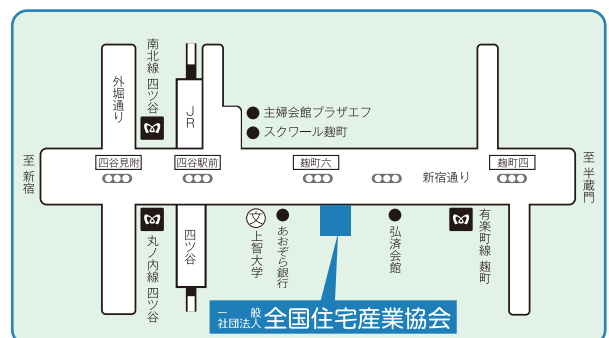 外堀通り
南北線 四ツ谷
JR
主婦会館プラザエフ
スクワール麹町
至 新宿
四谷見附
四谷駅前
麹町六
新宿通り
麹町四
至 半蔵門
丸ノ内線 四ツ谷
四ツ谷
文
上智大学
あおぞら銀行
弘済会館
有楽町線 麹町
一般
社団法人
全国住宅産業協会